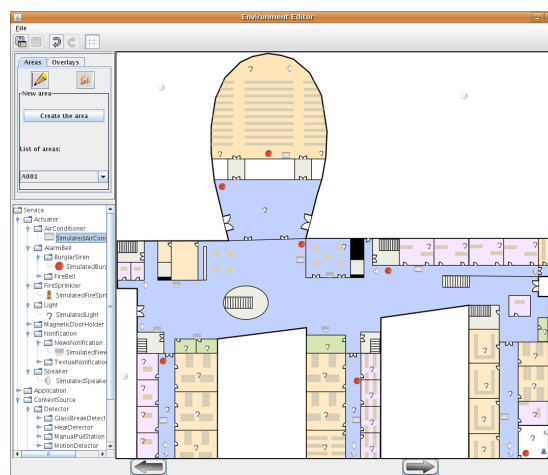 Environment Editor
File
Areas
Overlays
New area
Create the area
List of areas:
A001
Service
Actuator
AirConditioner
SimulatedAirCond
AlarmBell
BurglarSiren
SimulatedBurg
FireBell
FireSprinkler
SimulatedFireSpri
Light
SimulatedLight
MagneticDoorHolder
Notification
NewsNotification
SimulatedNew
TextualNotification
Speaker
SimulatedSpeake
Application
ContextSource
Detector
GlassBreakDetect
HeatDetector
ManualPullStation
MotionDetector